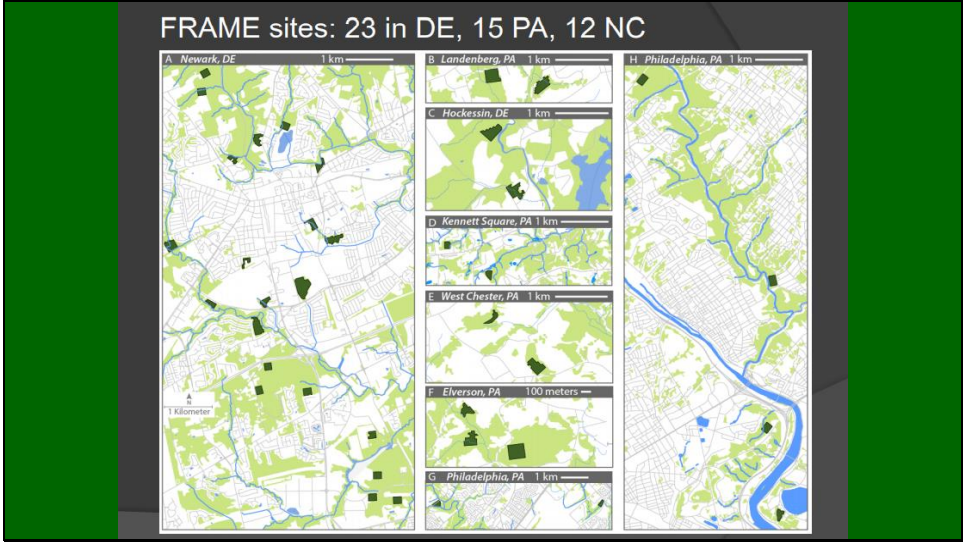 FRAME sites: 23 in DE, 15 PA, 12 NC
A Newark, DE 1 km
N
1 Kilometer
B Landenberg, PA 1 km
C Hockessin, DE 1 km
D Kennett Square, PA 1 km
E West Chester, PA 1 km
F Elverson, PA 100 meters
G Philadelphia, PA 1 km
H Philadelphia, PA 1 km